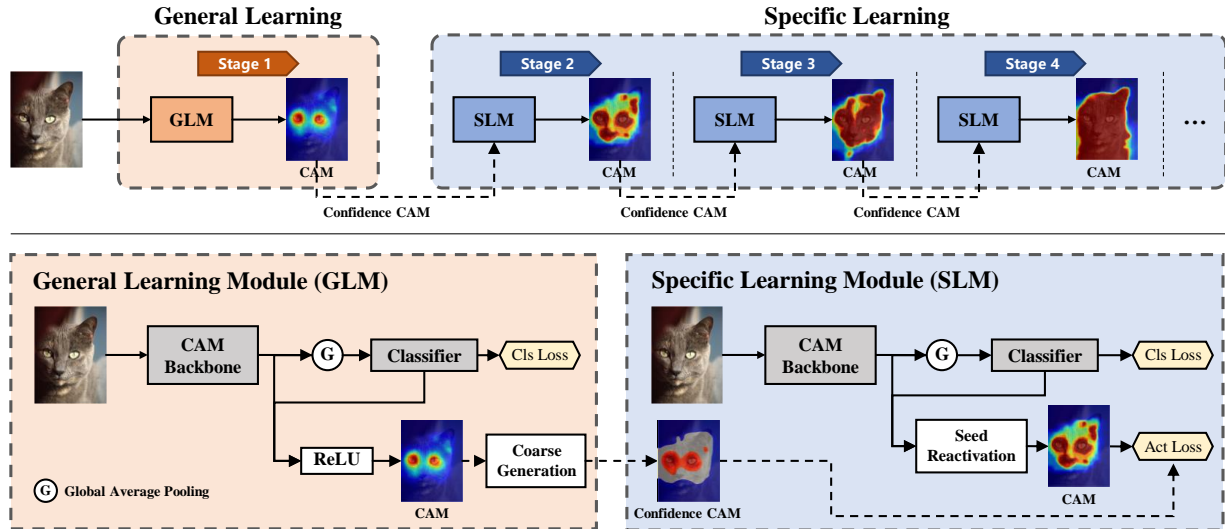 General Learning
Specific Learning
Stage 1
Stage 2
Stage 3
Stage 4
GLM
SLM
SLM
SLM
...
CAM
CAM
CAM
CAM
Confidence CAM
Confidence CAM
Confidence CAM
General Learning Module (GLM)
CAM
Backbone
G
Classifier
Cls Loss
ReLU
Coarse
Generation
G Global Average Pooling
CAM
Specific Learning Module (SLM)
CAM
Backbone
G
Classifier
Cls Loss
Seed
Reactivation
Act Loss
Confidence CAM
CAM